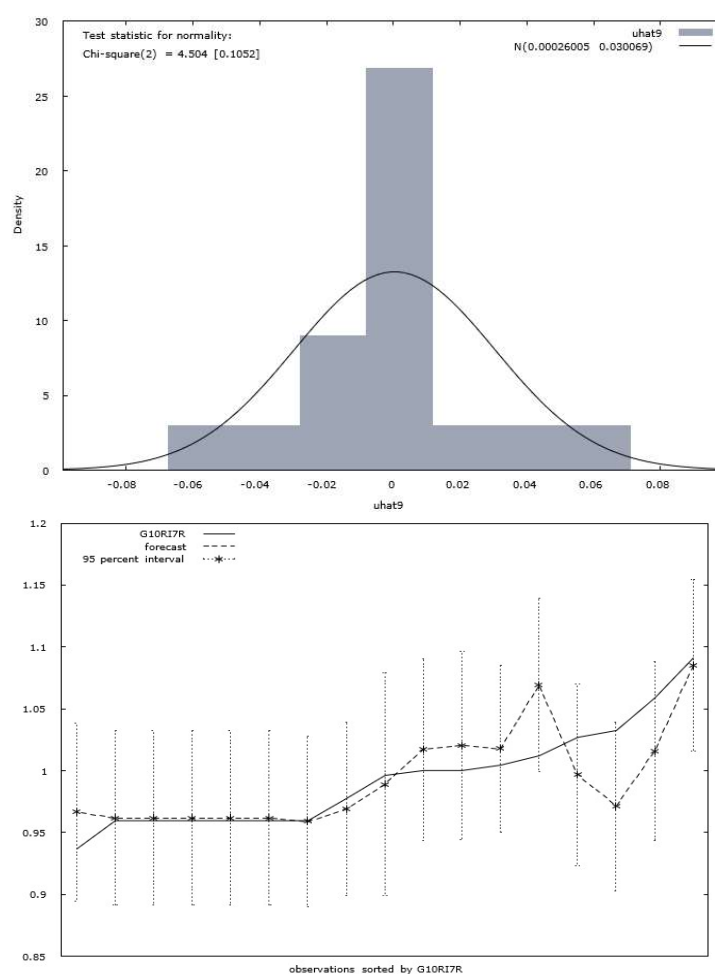 30
Test statistic for normality:
Chi-square(2) = 4.504 [0.1052]
uhat9
N(0.00026005 0.030069)
25
20
15
10
5
0
Density
-0.08 -0.06 -0.04 -0.02 0 0.02 0.04 0.06 0.08
uhat9
1.2
G10RI7R
forecast
95 percent interval
1.15
1.1
1.05
1
0.95
0.9
0.85
observations sorted by G10RI7R